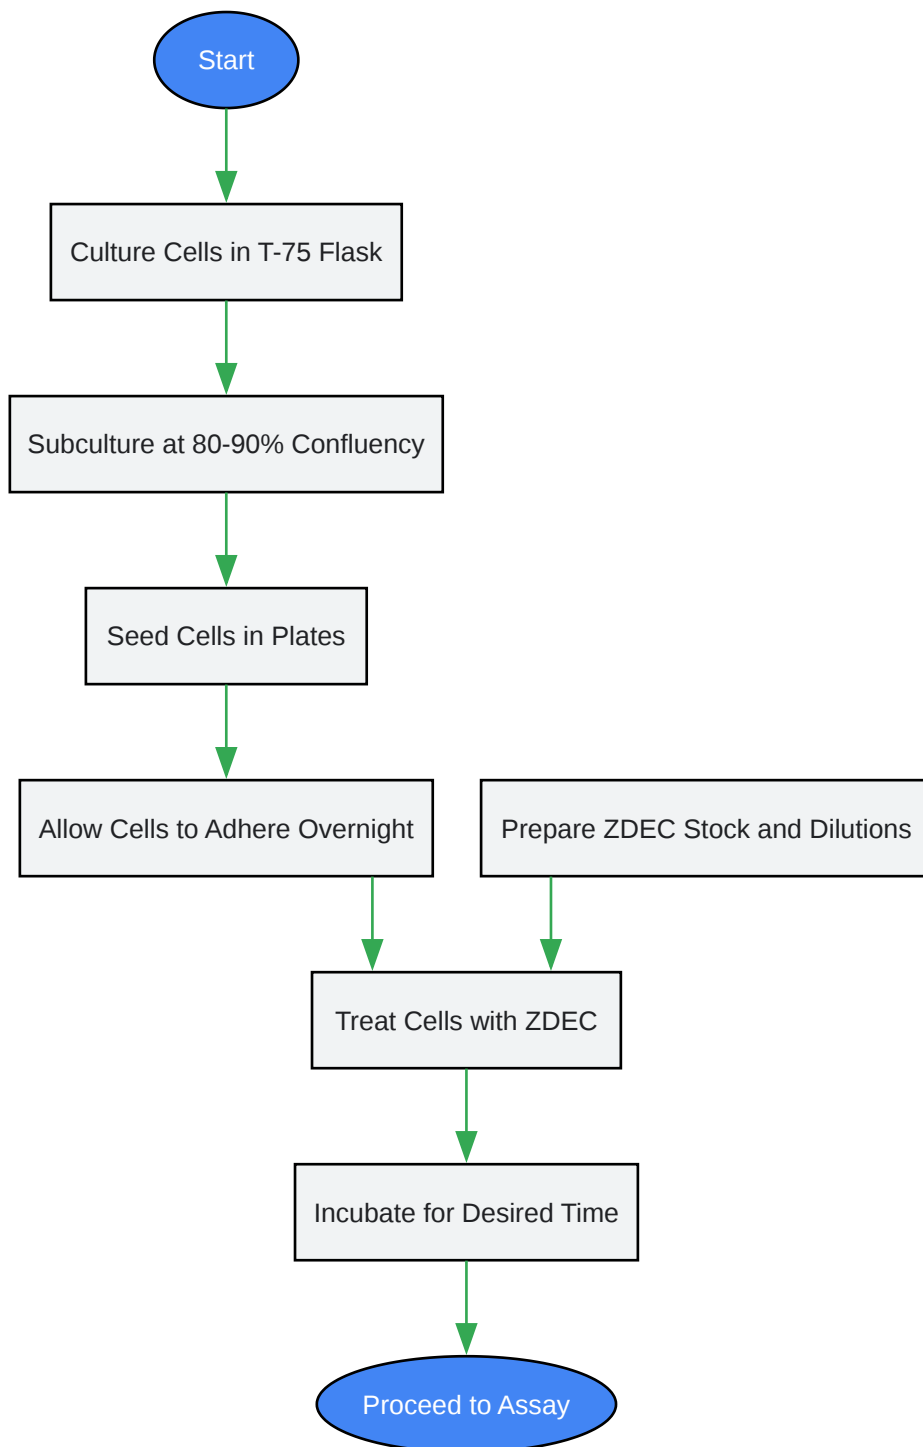 Start
Culture Cells in T-75 Flask
Subculture at 80-90% Confluency
Seed Cells in Plates
Allow Cells to Adhere Overnight
Prepare ZDEC Stock and Dilutions
Treat Cells with ZDEC
Incubate for Desired Time
Proceed to Assay